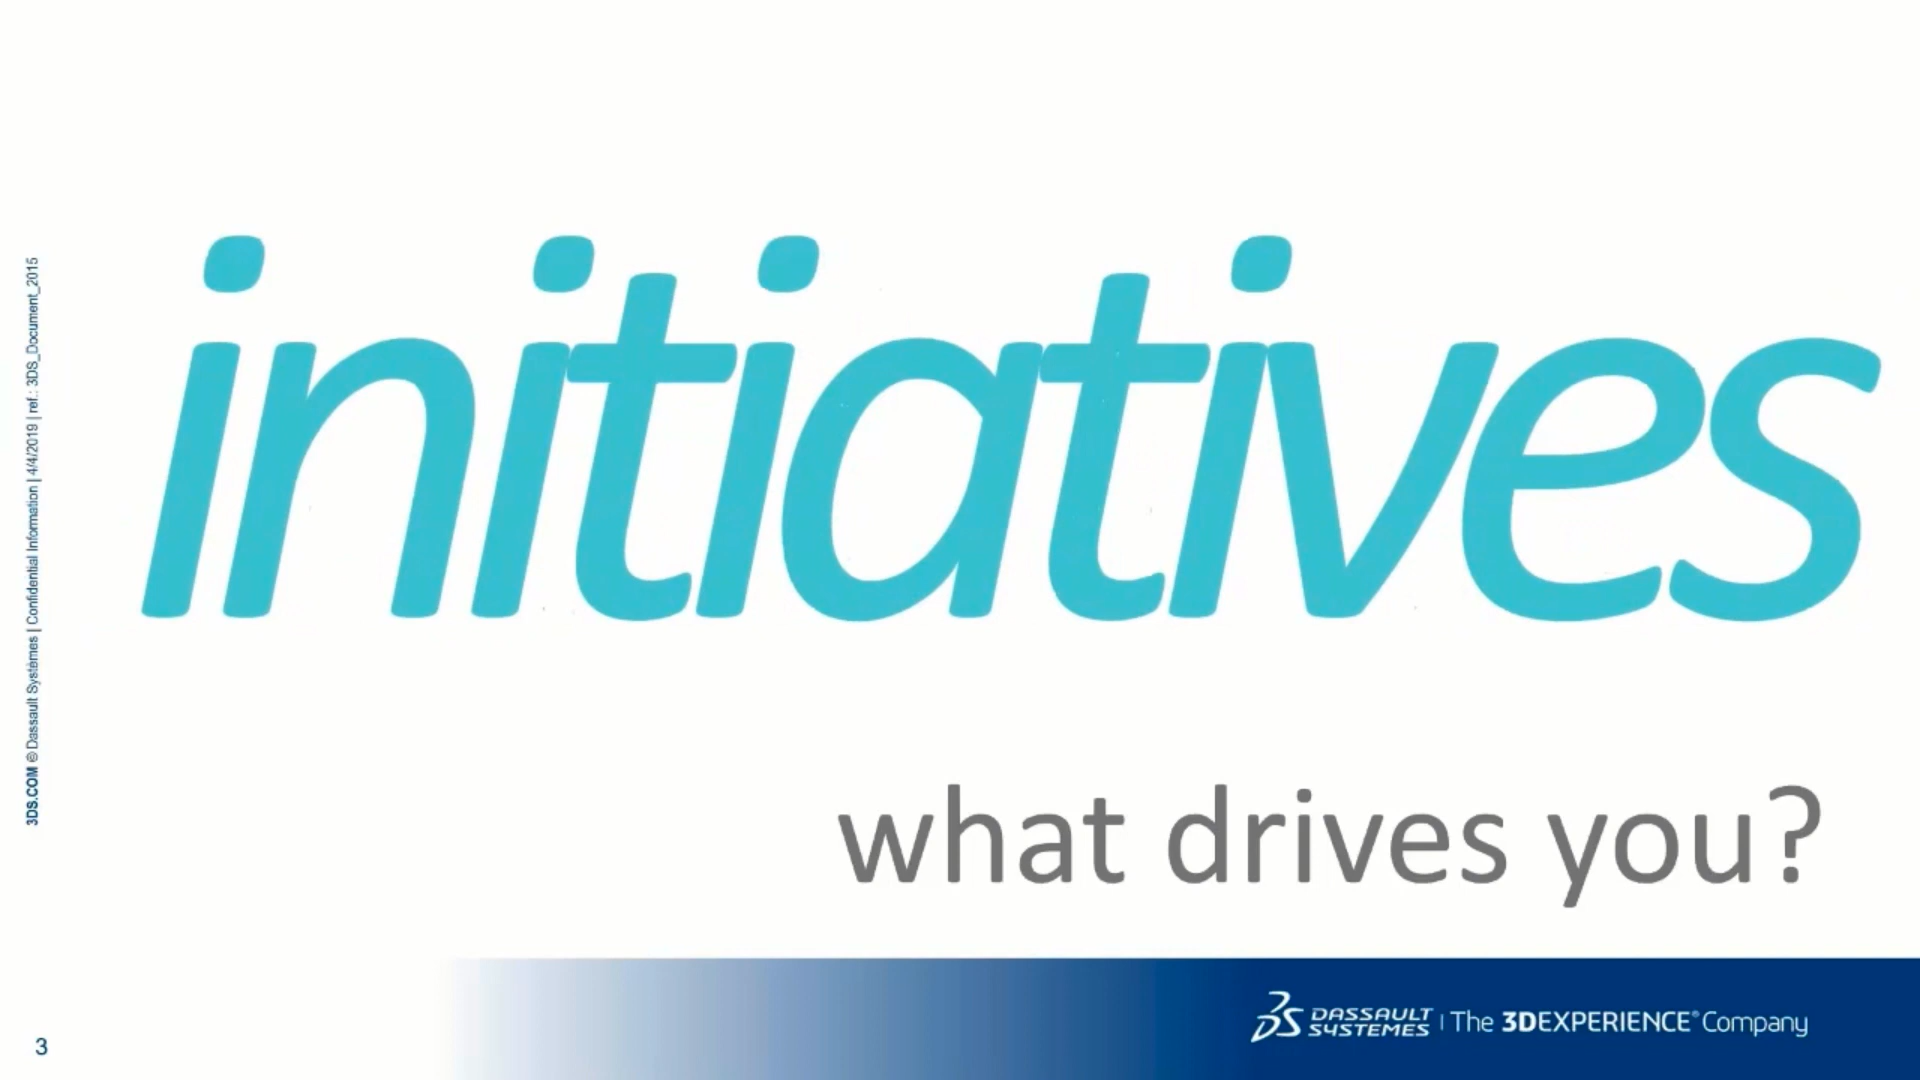 initiatives
what drives you?
3DS.COM © Dassault Systèmes | Confidential Information | 4/4/2019 | ref.: 3DS_Document_2015
3
3DS DASSAULT SYSTEMES | The 3DEXPERIENCE® Company